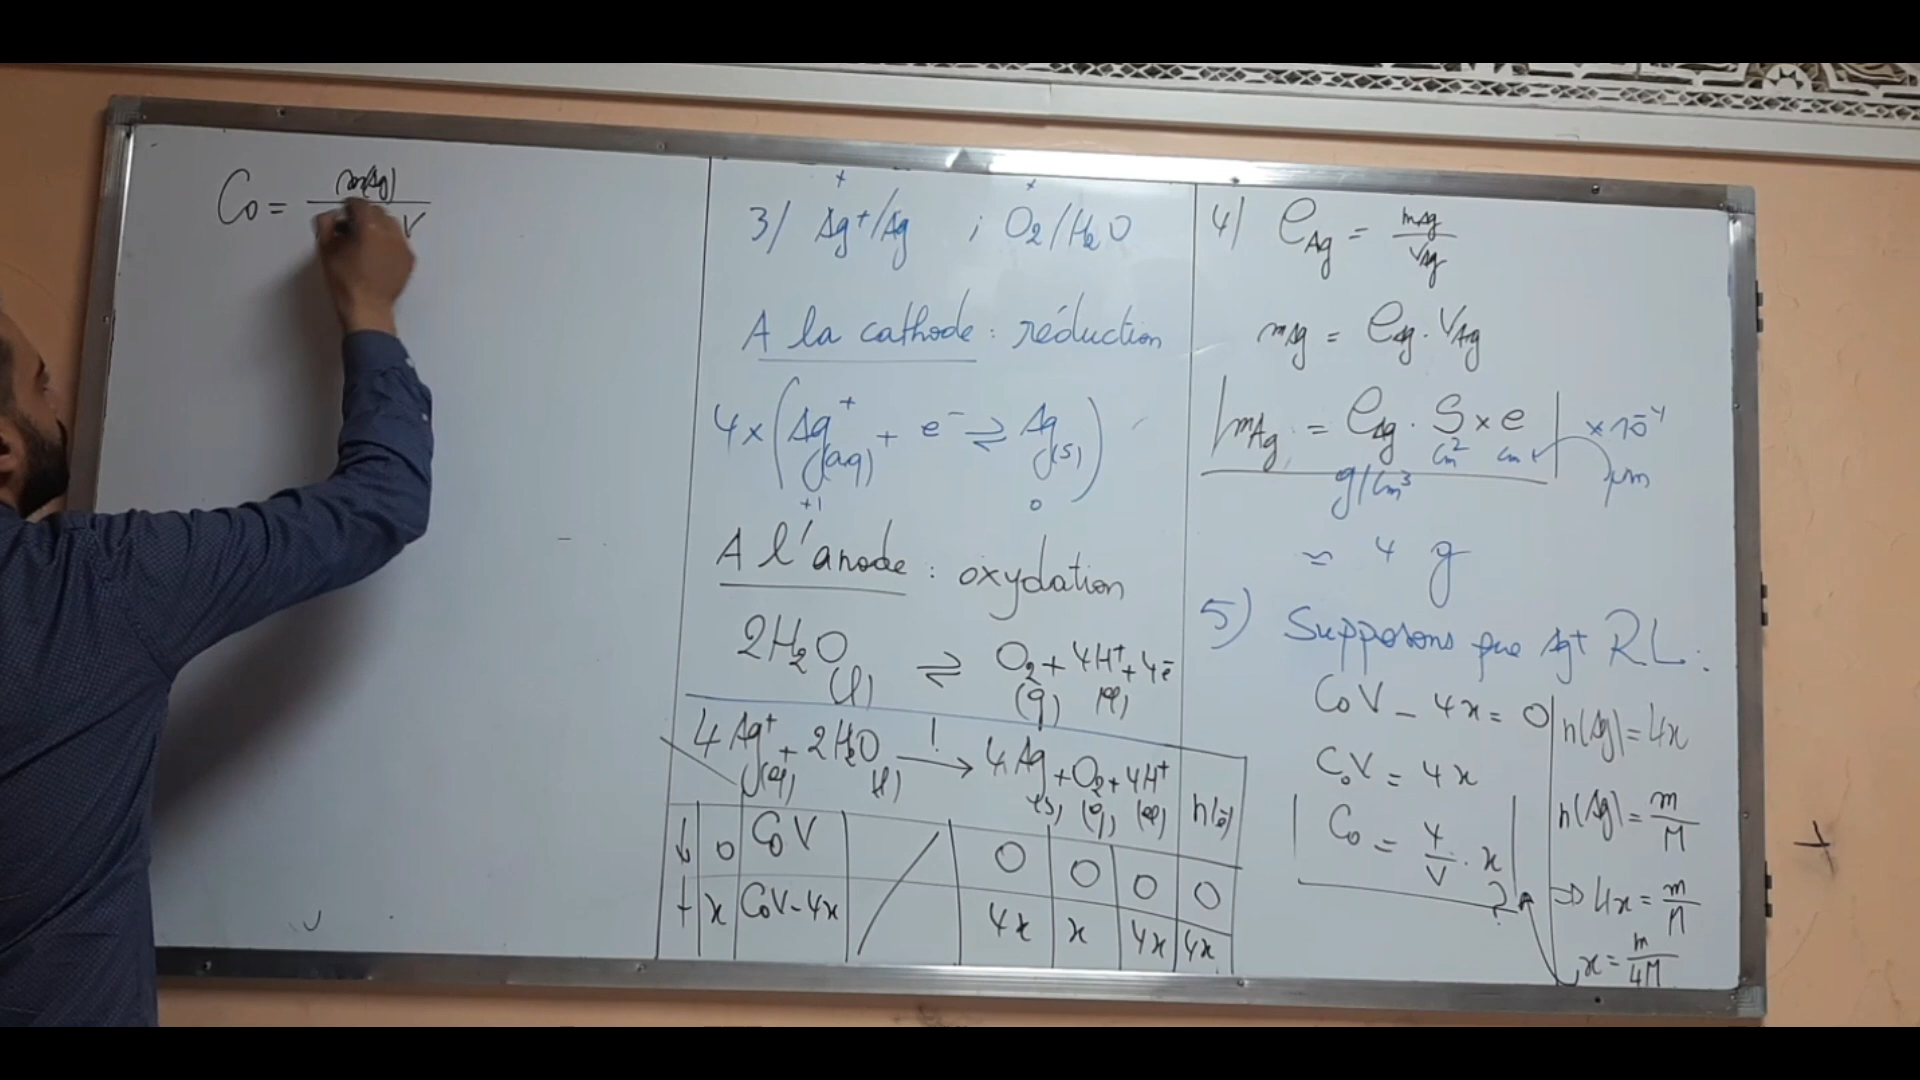 C₀ = m(Ag) / V
3/ Ag⁺/Ag ; O₂/H₂O
A la cathode : réduction
4 × (Ag⁺(aq) + e⁻ ⇌ Ag(s))
+1 0
A l'anode : oxydation
2H₂O(l) ⇌ O₂(g) + 4H⁺(aq) + 4e⁻
4Ag⁺(aq) + 2H₂O(l) → 4Ag(s) + O₂(g) + 4H⁺(aq) n(e⁻)
0 C₀V 0 0 0 0
x C₀V-4x 4x x 4x 4x
4/ ρAg = mAg / VAg
mAg = ρAg . VAg
mAg = ρAg . S × e × 10⁻⁴
g/cm³ cm² cm µm
≈ 4 g
5) Supposons que Ag⁺ RL :
C₀V - 4x = 0
C₀V = 4x
C₀ = 4/V . x
?
n(Ag) = 4x
n(Ag) = m/M
⇒ 4x = m/M
x = m/4M